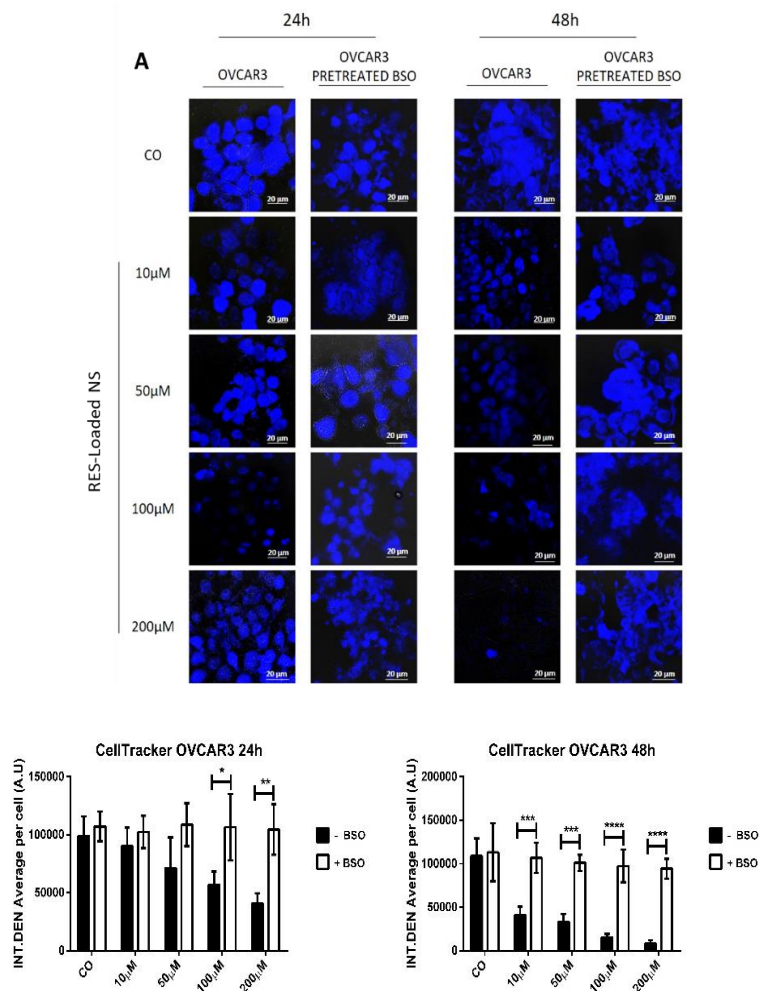 24h 48h
A
OVCAR3 OVCAR3 PRETREATED BSO OVCAR3 OVCAR3 PRETREATED BSO
CO
20 µm 20 µm 20 µm 20 µm
10µM
20 µm 20 µm 20 µm 20 µm
50µM
20 µm 20 µm 20 µm 20 µm
RES-Loaded NS
100µM
20 µm 20 µm 20 µm 20 µm
200µM
20 µm 20 µm 20 µm 20 µm
CellTracker OVCAR3 24h
INT.DEN Average per cell (A.U)
150000
100000
50000
0
* **
- BSO
+ BSO
CO 10µM 50µM 100µM 200µM
CellTracker OVCAR3 48h
INT.DEN Average per cell (A.U)
200000
150000
100000
50000
0
*** *** **** ****
- BSO
+ BSO
CO 10µM 50µM 100µM 200µM